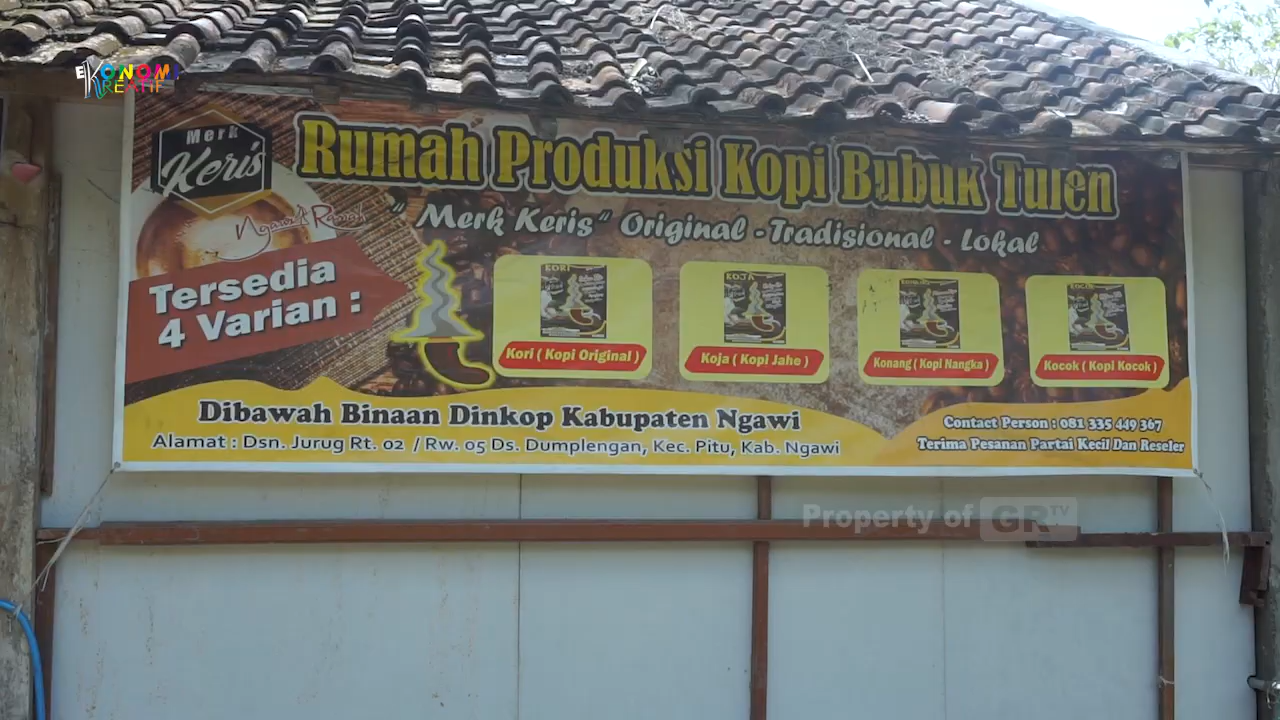 EKONOMI
KREATIF
Merk
Keris
Rumah Produksi Kopi Bubuk Tulen
Ngawi Ramah
" Merk Keris" Original - Tradisional - Lokal
Tersedia
4 Varian :
KORI
KOJA
Kori ( Kopi Original )
Koja ( Kopi Jahe )
Konang ( Kopi Nangka )
Kocok ( Kopi Kocok )
Dibawah Binaan Dinkop Kabupaten Ngawi
Alamat : Dsn. Jurug Rt. 02 / Rw. 05 Ds. Dumplengan, Kec. Pitu, Kab. Ngawi
Contact Person : 081 335 449 367
Terima Pesanan Partai Kecil Dan Reseler
Property of GRTV